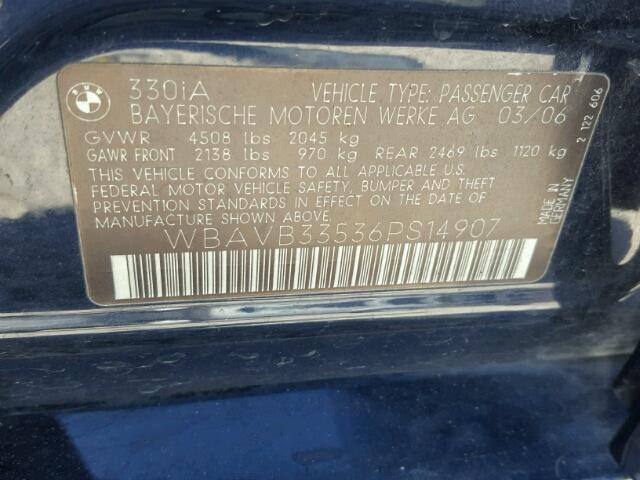 BMW
330iA VEHICLE TYPE: PASSENGER CAR
BAYERISCHE MOTOREN WERKE AG 03/06
GVWR 4508 lbs 2045 kg
GAWR FRONT 2138 lbs 970 kg REAR 2469 lbs 1120 kg
THIS VEHICLE CONFORMS TO ALL APPLICABLE U.S.
FEDERAL MOTOR VEHICLE SAFETY, BUMPER AND THEFT
PREVENTION STANDARDS IN EFFECT ON THE DATE OF
MANUFACTURE SHOWN ABOVE.
WBAVB33536PS14907
MADE IN
GERMANY
2 122 606